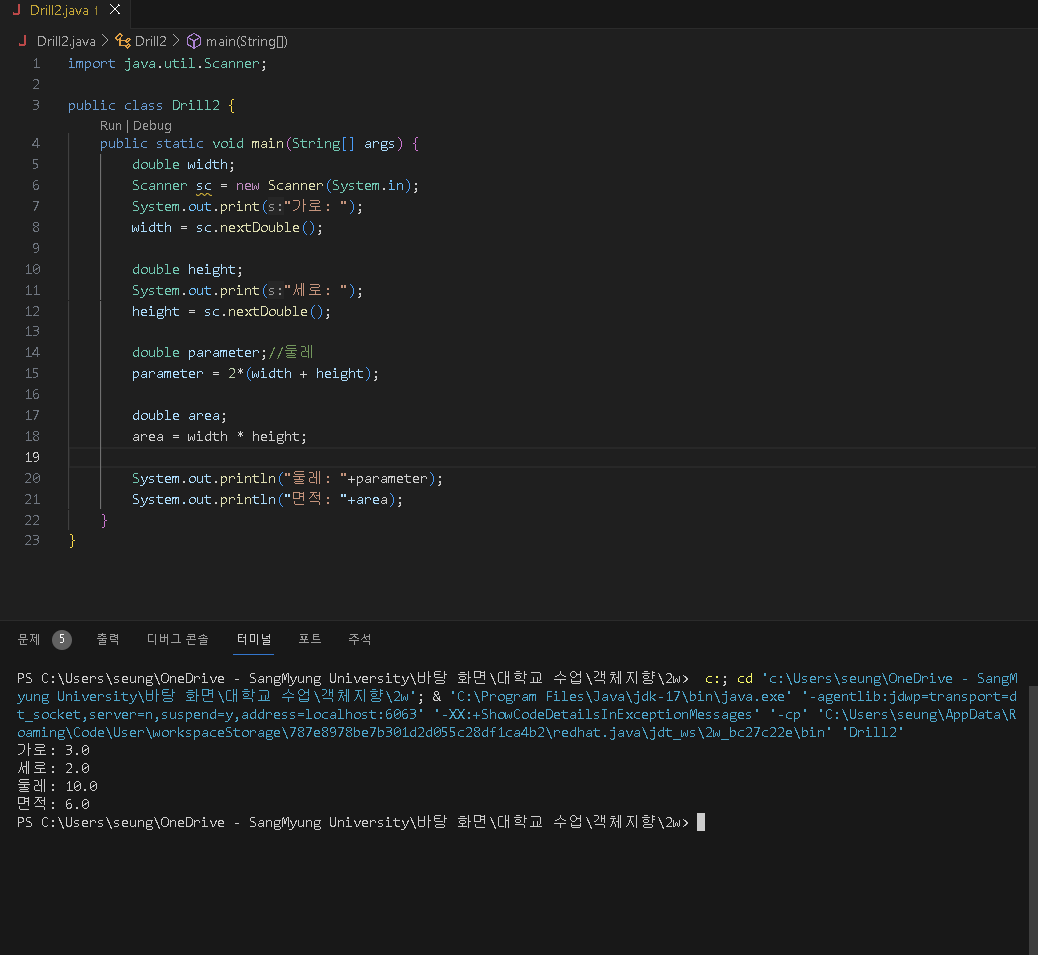 Drill2.java 1
Drill2.java > Drill2 > main(String[])
1 import java.util.Scanner;
2
3 public class Drill2 {
Run | Debug
4 public static void main(String[] args) {
5 double width;
6 Scanner sc = new Scanner(System.in);
7 System.out.print(s:"가로: ");
8 width = sc.nextDouble();
9
10 double height;
11 System.out.print(s:"세로: ");
12 height = sc.nextDouble();
13
14 double parameter;//둘레
15 parameter = 2*(width + height);
16
17 double area;
18 area = width * height;
19
20 System.out.println("둘레: "+parameter);
21 System.out.println("면적: "+area);
22 }
23 }
문제 5 출력 디버그 콘솔 터미널 포트 주석
PS C:\Users\seung\OneDrive - SangMyung University\바탕 화면\대학교 수업\객체지향\2w> c:; cd 'c:\Users\seung\OneDrive - SangM
yung University\바탕 화면\대학교 수업\객체지향\2w'; & 'C:\Program Files\Java\jdk-17\bin\java.exe' '-agentlib:jdwp=transport=d
t_socket,server=n,suspend=y,address=localhost:6063' '-XX:+ShowCodeDetailsInExceptionMessages' '-cp' 'C:\Users\seung\AppData\R
oaming\Code\User\workspaceStorage\787e8978be7b301d2d055c28df1ca4b2\redhat.java\jdt_ws\2w_bc27c22e\bin' 'Drill2'
가로: 3.0
세로: 2.0
둘레: 10.0
면적: 6.0
PS C:\Users\seung\OneDrive - SangMyung University\바탕 화면\대학교 수업\객체지향\2w>